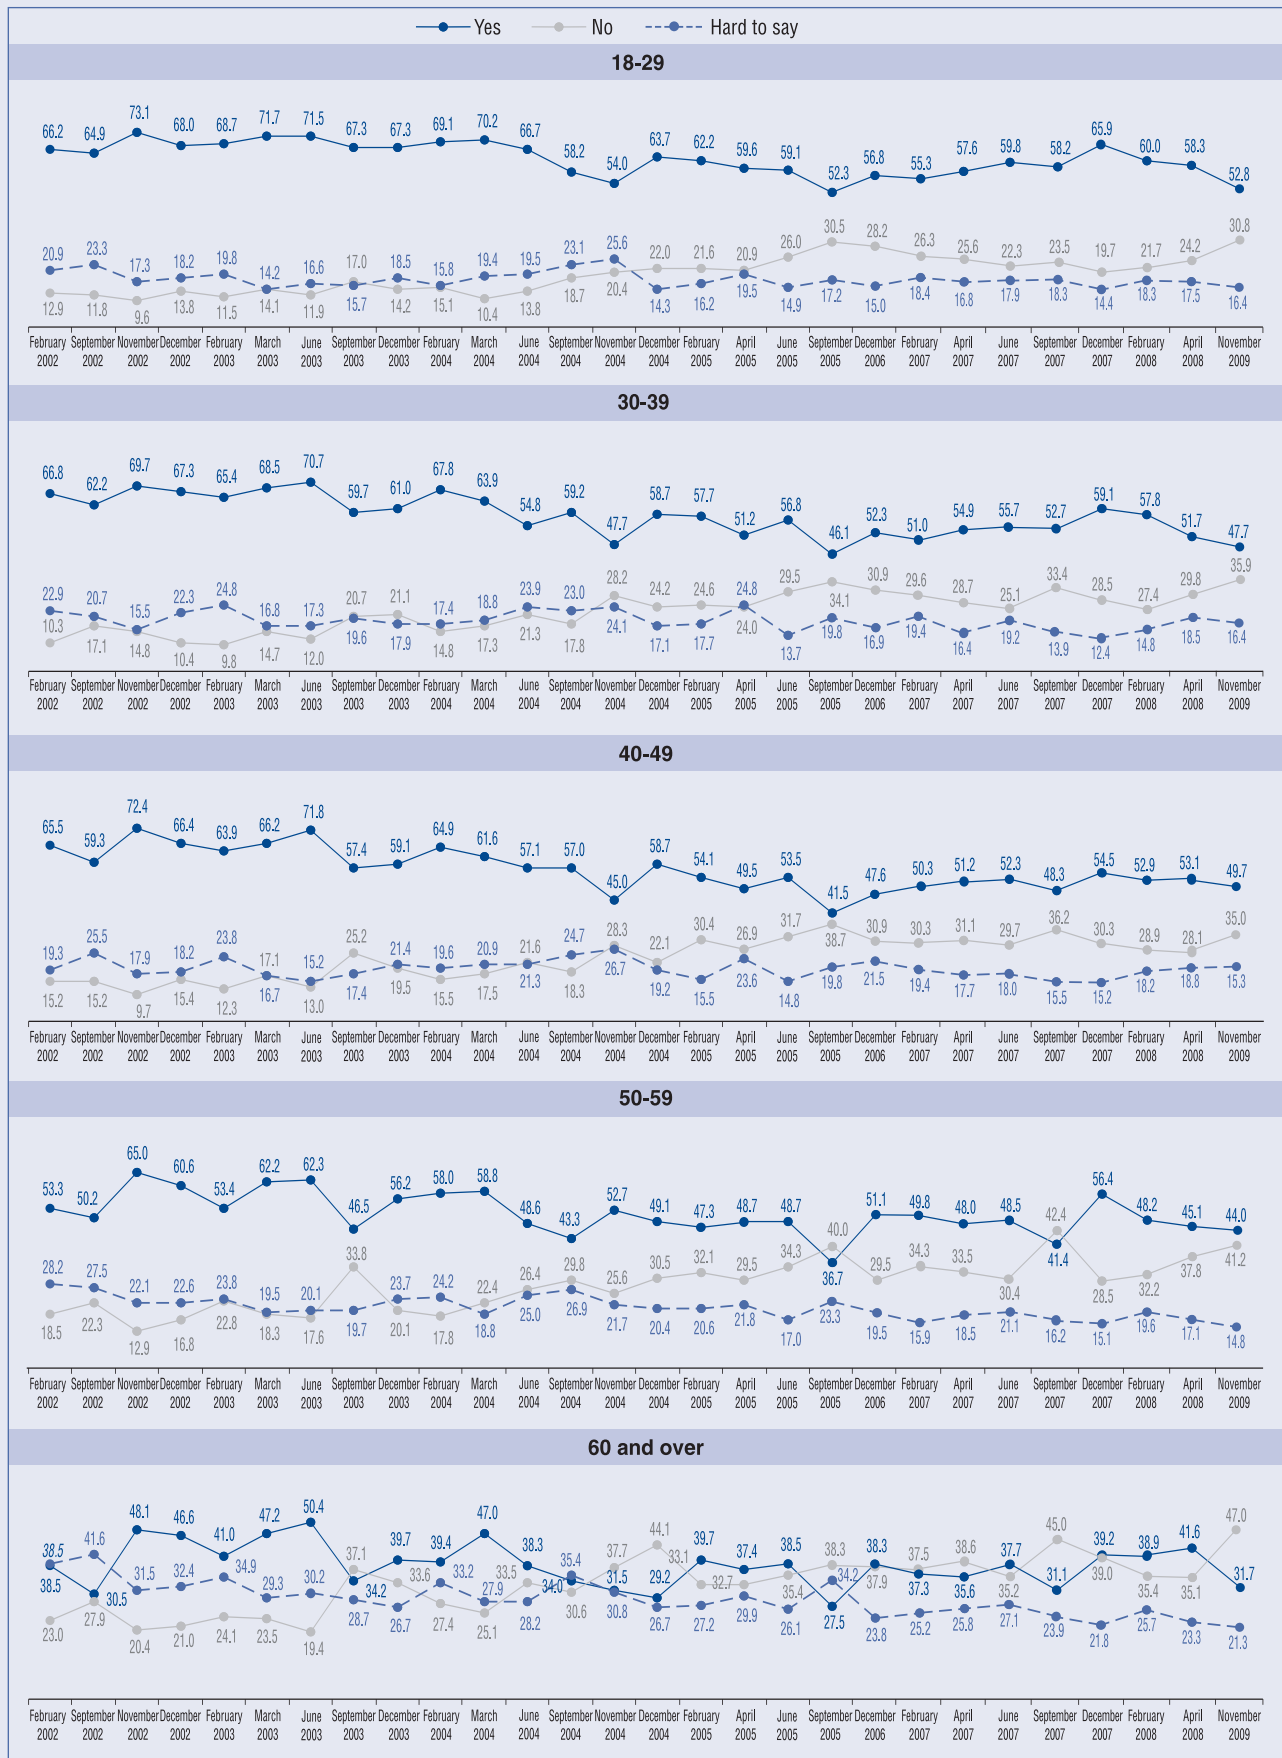 Yes No Hard to say
18-29
66.2 64.9 73.1 68.0 68.7 71.7 71.5 67.3 67.3 69.1 70.2 66.7 58.2 54.0 63.7 62.2 59.6 59.1 52.3 56.8 55.3 57.6 59.8 58.2 65.9 60.0 58.3 52.8
20.9 23.3 17.3 18.2 19.8 14.2 16.6 17.0 18.5 15.8 19.4 19.5 23.1 25.6 22.0 21.6 20.9 26.0 30.5 28.2 26.3 25.6 22.3 23.5 19.7 21.7 24.2 30.8
12.9 11.8 9.6 13.8 11.5 14.1 11.9 15.7 14.2 15.1 10.4 13.8 18.7 20.4 14.3 16.2 19.5 14.9 17.2 15.0 18.4 16.8 17.9 18.3 14.4 18.3 17.5 16.4
February September November December February March June September December February March June September November December February April June September December February April June September December February April November
2002 2002 2002 2002 2003 2003 2003 2003 2003 2004 2004 2004 2004 2004 2004 2005 2005 2005 2005 2006 2007 2007 2007 2007 2007 2008 2008 2009
30-39
66.8 62.2 69.7 67.3 65.4 68.5 70.7 59.7 61.0 67.8 63.9 54.8 59.2 47.7 58.7 57.7 51.2 56.8 46.1 52.3 51.0 54.9 55.7 52.7 59.1 57.8 51.7 47.7
22.9 20.7 15.5 22.3 24.8 16.8 17.3 20.7 21.1 17.4 18.8 23.9 23.0 28.2 24.2 24.6 24.8 29.5 34.1 30.9 29.6 28.7 25.1 33.4 28.5 27.4 29.8 35.9
10.3 17.1 14.8 10.4 9.8 14.7 12.0 19.6 17.9 14.8 17.3 21.3 17.8 24.1 17.1 17.7 24.0 13.7 19.8 16.9 19.4 16.4 19.2 13.9 12.4 14.8 18.5 16.4
February September November December February March June September December February March June September November December February April June September December February April June September December February April November
2002 2002 2002 2002 2003 2003 2003 2003 2003 2004 2004 2004 2004 2004 2004 2005 2005 2005 2005 2006 2007 2007 2007 2007 2007 2008 2008 2009
40-49
65.5 59.3 72.4 66.4 63.9 66.2 71.8 57.4 59.1 64.9 61.6 57.1 57.0 45.0 58.7 54.1 49.5 53.5 41.5 47.6 50.3 51.2 52.3 48.3 54.5 52.9 53.1 49.7
19.3 25.5 17.9 18.2 23.8 17.1 15.2 25.2 21.4 19.6 20.9 21.6 24.7 28.3 22.1 30.4 26.9 31.7 38.7 30.9 30.3 31.1 29.7 36.2 30.3 28.9 28.1 35.0
15.2 15.2 9.7 15.4 12.3 16.7 13.0 17.4 19.5 15.5 17.5 21.3 18.3 26.7 19.2 15.5 23.6 14.8 19.8 21.5 19.4 17.7 18.0 15.5 15.2 18.2 18.8 15.3
February September November December February March June September December February March June September November December February April June September December February April June September December February April November
2002 2002 2002 2002 2003 2003 2003 2003 2003 2004 2004 2004 2004 2004 2004 2005 2005 2005 2005 2006 2007 2007 2007 2007 2007 2008 2008 2009
50-59
53.3 50.2 65.0 60.6 53.4 62.2 62.3 46.5 56.2 58.0 58.8 48.6 43.3 52.7 49.1 47.3 48.7 48.7 40.0 51.1 49.8 48.0 48.5 42.4 56.4 48.2 45.1 44.0
28.2 27.5 22.1 22.6 23.8 19.5 20.1 33.8 23.7 24.2 22.4 26.4 29.8 25.6 30.5 32.1 29.5 34.3 36.7 29.5 34.3 33.5 30.4 41.4 28.5 32.2 37.8 41.2
18.5 22.3 12.9 16.8 22.8 18.3 17.6 19.7 20.1 17.8 18.8 25.0 26.9 21.7 20.4 20.6 21.8 17.0 23.3 19.5 15.9 18.5 21.1 16.2 15.1 19.6 17.1 14.8
February September November December February March June September December February March June September November December February April June September December February April June September December February April November
2002 2002 2002 2002 2003 2003 2003 2003 2003 2004 2004 2004 2004 2004 2004 2005 2005 2005 2005 2006 2007 2007 2007 2007 2007 2008 2008 2009
60 and over
38.5 41.6 48.1 46.6 41.0 47.2 50.4 37.1 39.7 39.4 47.0 38.3 35.4 37.7 44.1 39.7 37.4 38.5 38.3 38.3 37.5 38.6 37.7 45.0 39.2 38.9 41.6 47.0
38.5 30.5 31.5 32.4 34.9 29.3 30.2 34.2 33.6 33.2 27.9 33.5 34.0 31.5 29.2 33.1 32.7 35.4 34.2 37.9 37.3 35.6 35.2 31.1 39.0 35.4 35.1 31.7
23.0 27.9 20.4 21.0 24.1 23.5 19.4 28.7 26.7 27.4 25.1 28.2 30.6 30.8 26.7 27.2 29.9 26.1 27.5 23.8 25.2 25.8 27.1 23.9 21.8 25.7 23.3 21.3
February September November December February March June September December February March June September November December February April June September December February April June September December February April November
2002 2002 2002 2002 2003 2003 2003 2003 2003 2004 2004 2004 2004 2004 2004 2005 2005 2005 2005 2006 2007 2007 2007 2007 2007 2008 2008 2009